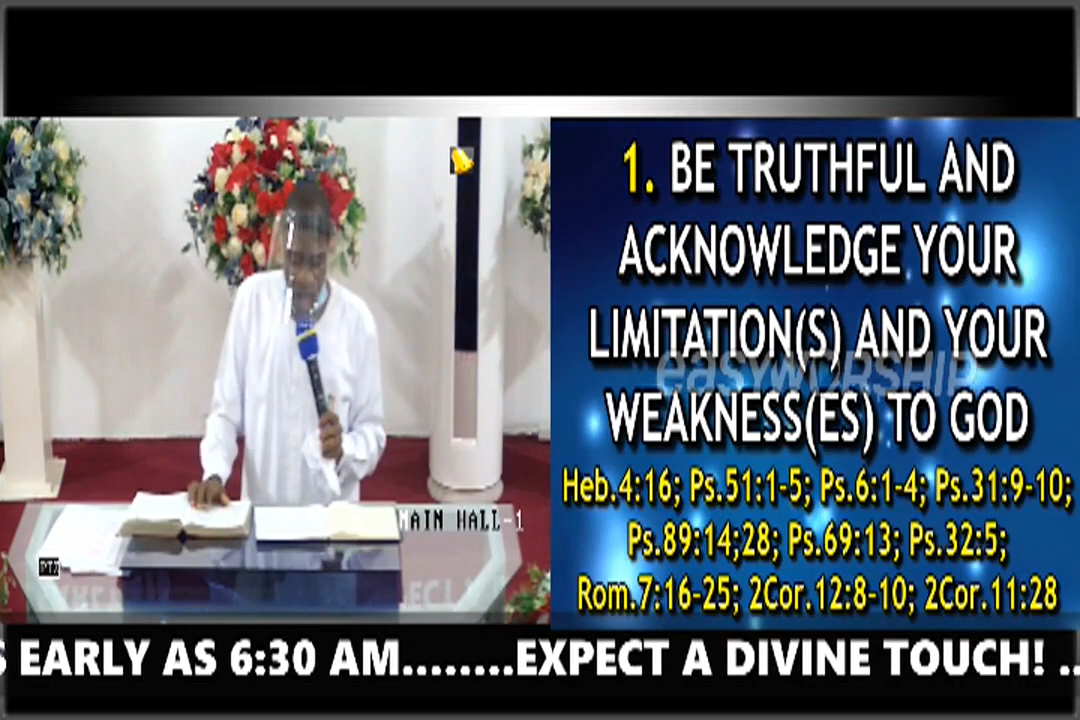 1. BE TRUTHFUL AND
ACKNOWLEDGE YOUR
LIMITATION(S) AND YOUR
WEAKNESS(ES) TO GOD
easyWORSHIP
Heb.4:16; Ps.51:1-5; Ps.6:1-4; Ps.31:9-10;
Ps.89:14;28; Ps.69:13; Ps.32:5;
Rom.7:16-25; 2Cor.12:8-10; 2Cor.11:28
MAIN HALL-1
PTZ
S EARLY AS 6:30 AM........EXPECT A DIVINE TOUCH! ..